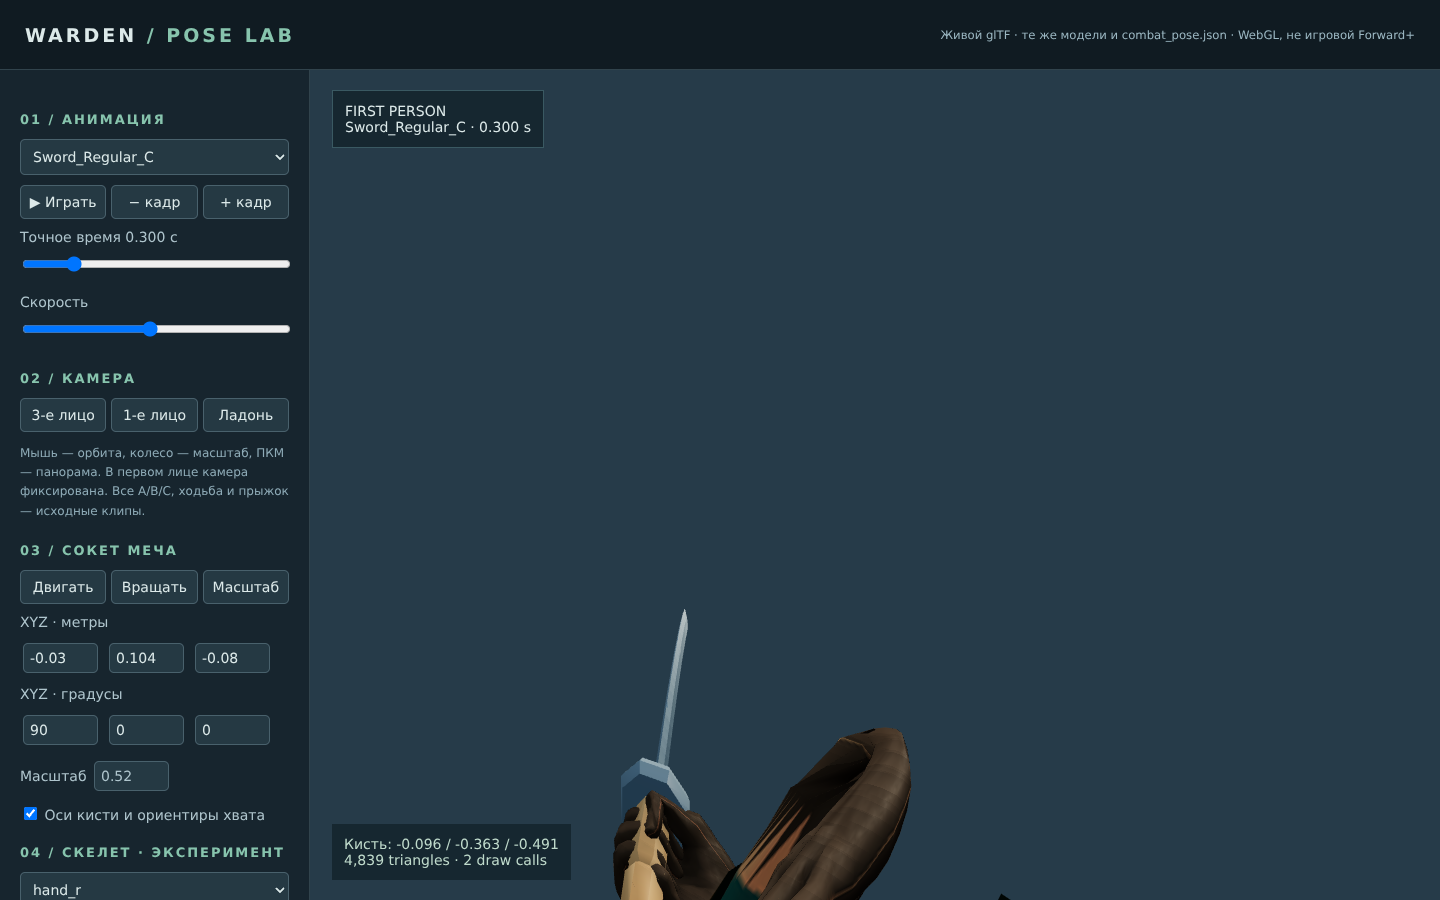 WARDEN / POSE LAB
Живой glTF · те же модели и combat_pose.json · WebGL, не игровой Forward+
01 / АНИМАЦИЯ
Sword_Regular_C
▶ Играть
− кадр
+ кадр
Точное время 0.300 с
Скорость
02 / КАМЕРА
3-е лицо
1-е лицо
Ладонь
Мышь — орбита, колесо — масштаб, ПКМ
— панорама. В первом лице камера
фиксирована. Все A/B/C, ходьба и прыжок
— исходные клипы.
03 / СОКЕТ МЕЧА
Двигать
Вращать
Масштаб
XYZ · метры
-0.03
0.104
-0.08
XYZ · градусы
90
0
0
Масштаб 0.52
Оси кисти и ориентиры хвата
04 / СКЕЛЕТ · ЭКСПЕРИМЕНТ
hand_r
FIRST PERSON
Sword_Regular_C · 0.300 s
Кисть: -0.096 / -0.363 / -0.491
4,839 triangles · 2 draw calls